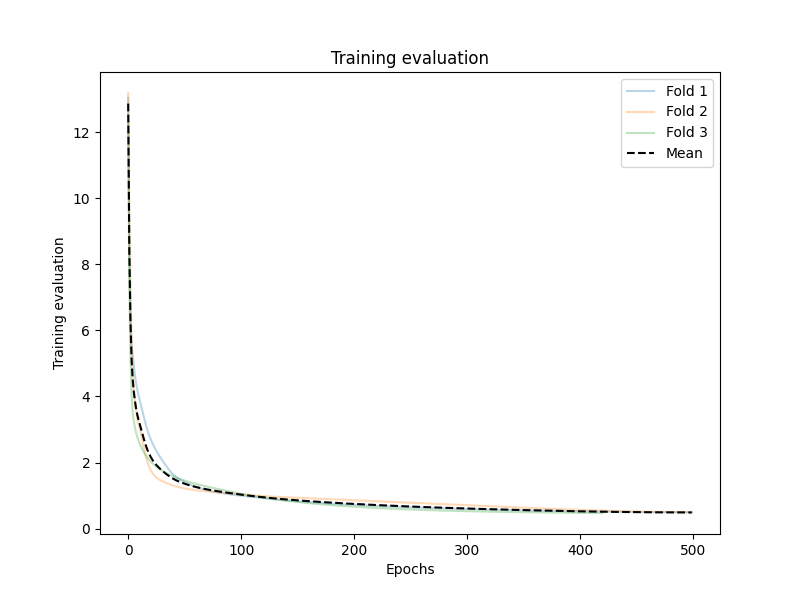 Training evaluation
Fold 1
Fold 2
Fold 3
Mean
Training evaluation
12
10
8
6
4
2
0
0 100 200 300 400 500
Epochs